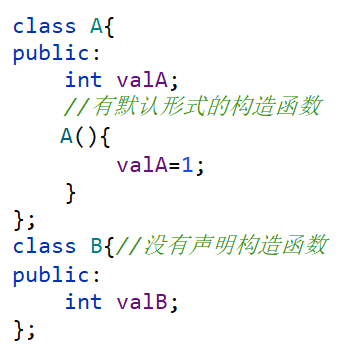 class A{
public:
    int valA;
    //有默认形式的构造函数
    A(){
        valA=1;
    }
};
class B{//没有声明构造函数
public:
    int valB;
};